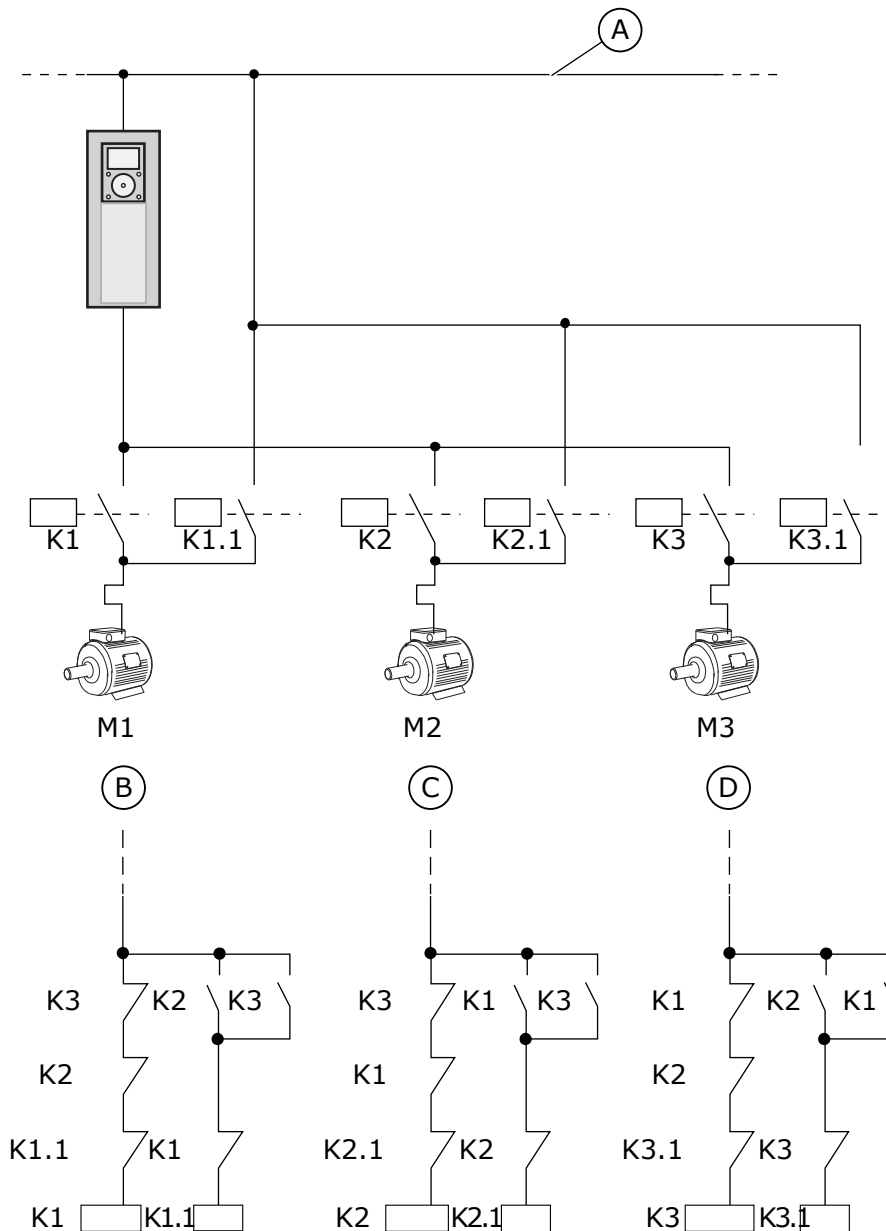 A
K1 K1.1 K2 K2.1 K3 K3.1
M1 M2 M3
B C D
K3 K2 K3 K3 K1 K3 K1 K2 K1
K2 K1 K2
K1.1 K1 K2.1 K2 K3.1 K3
K1 K1.1 K2 K2.1 K3 K3.1